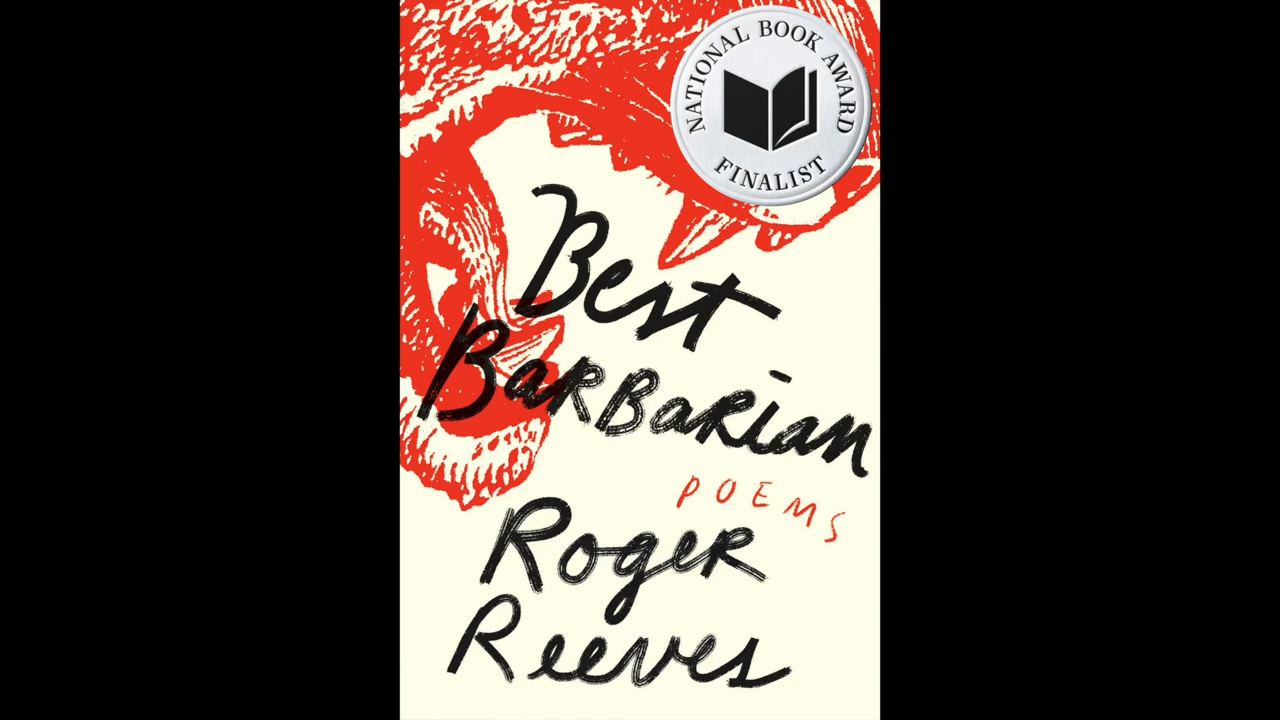 NATIONAL BOOK AWARD
FINALIST
Best
Barbarian
POEMS
Roger
Reeves